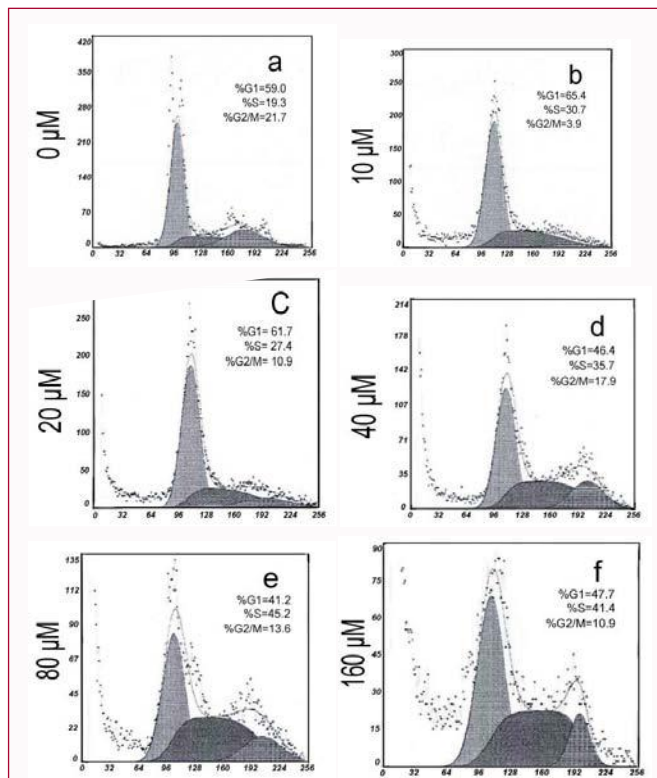 a
%G1=59.0
%S=19.3
%G2/M=21.7
0 µM
420
350
280
210
140
70
0
0 32 64 96 128 160 192 224 256
b
%G1=65.4
%S=30.7
%G2/M=3.9
10 µM
300
250
200
150
100
50
0
0 32 64 96 128 160 192 224 256
C
%G1= 61.7
%S= 27.4
%G2/M= 10.9
20 µM
250
200
150
100
50
0
0 32 64 96 128 160 192 224 256
d
%G1=46.4
%S=35.7
%G2/M=17.9
40 µM
214
178
142
107
71
35
0
0 32 64 96 128 160 192 224 256
e
%G1=41.2
%S=45.2
%G2/M=13.6
80 µM
135
112
90
67
45
22
0
0 32 64 96 128 160 192 224 256
f
%G1=47.7
%S=41.4
%G2/M=10.9
160 µM
90
75
60
45
30
15
0
0 32 64 96 128 160 192 224 256